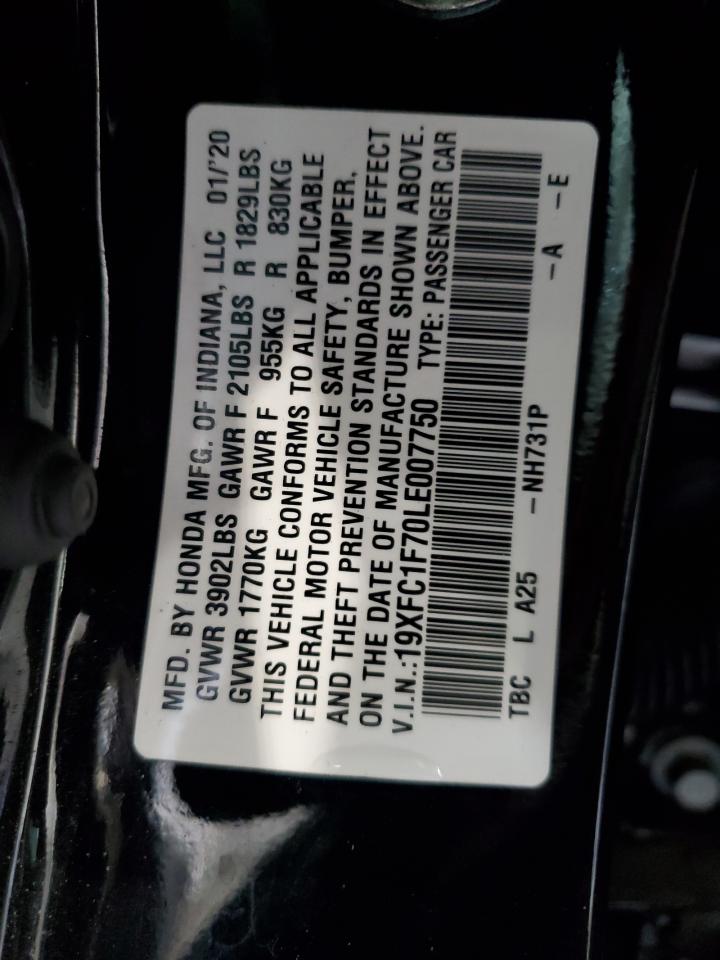 MFD. BY HONDA MFG. OF INDIANA, LLC 01/'20
GVWR 3902LBS GAWR F 2105LBS R 1829LBS
GVWR 1770KG GAWR F 955KG R 830KG
THIS VEHICLE CONFORMS TO ALL APPLICABLE
FEDERAL MOTOR VEHICLE SAFETY, BUMPER,
AND THEFT PREVENTION STANDARDS IN EFFECT
ON THE DATE OF MANUFACTURE SHOWN ABOVE.
V.I.N.:19XFC1F70LE007750 TYPE: PASSENGER CAR
TBC L A25 -NH731P -A -E